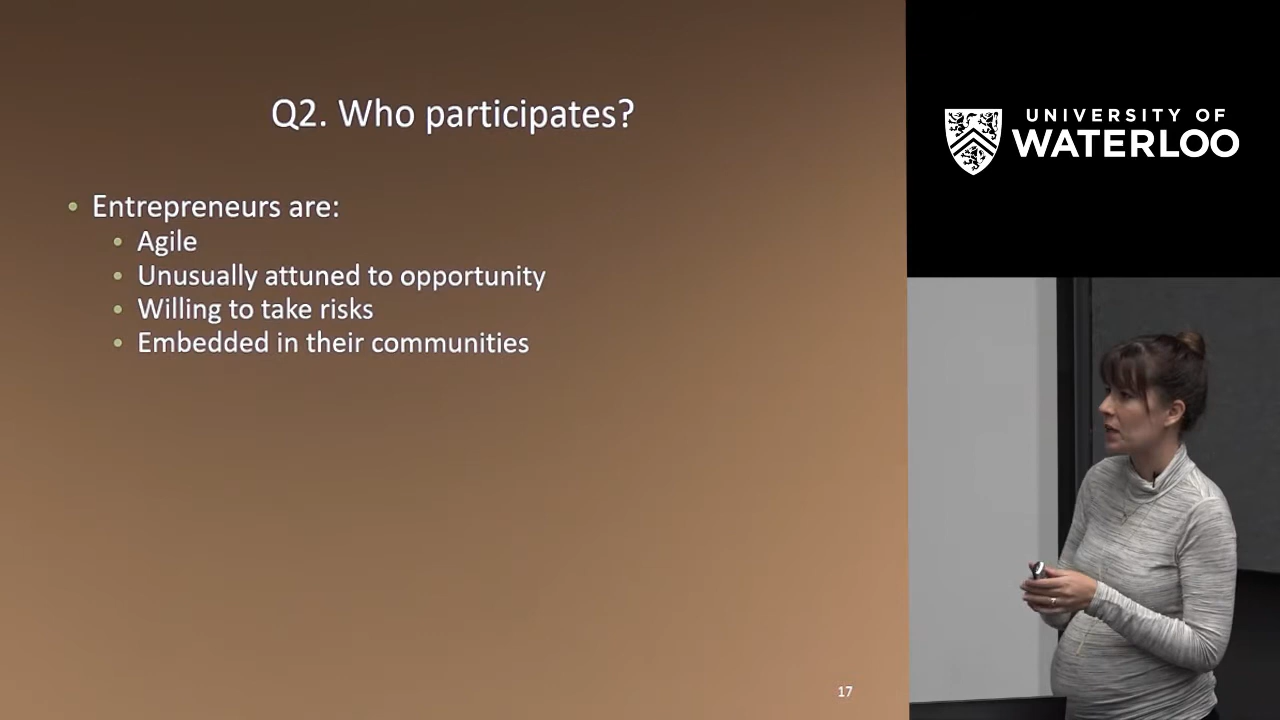 Q2. Who participates?
• Entrepreneurs are:
• Agile
• Unusually attuned to opportunity
• Willing to take risks
• Embedded in their communities
17
UNIVERSITY OF
WATERLOO